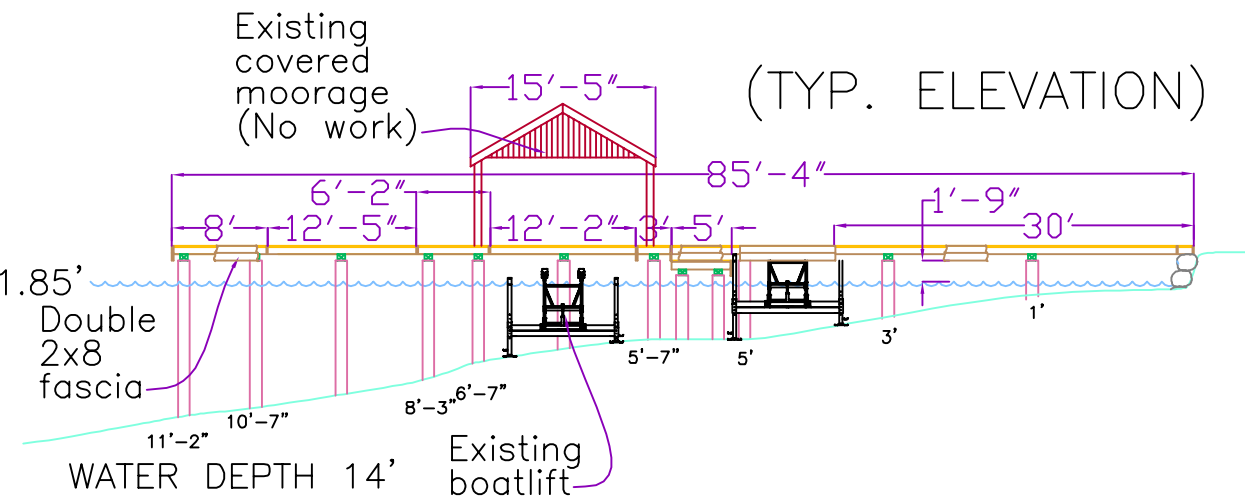 Existing
covered
moorage
(No work)
15'-5"
(TYP. ELEVATION)
85'-4"
6'-2"
1'-9"
8'
12'-5"
12'-2"
3'
5'
30'
1.85'
Double
2x8
fascia
1'
3'
5'
5'-7"
6'-7"
8'-3"
10'-7"
11'-2"
WATER DEPTH 14'
Existing
boatlift